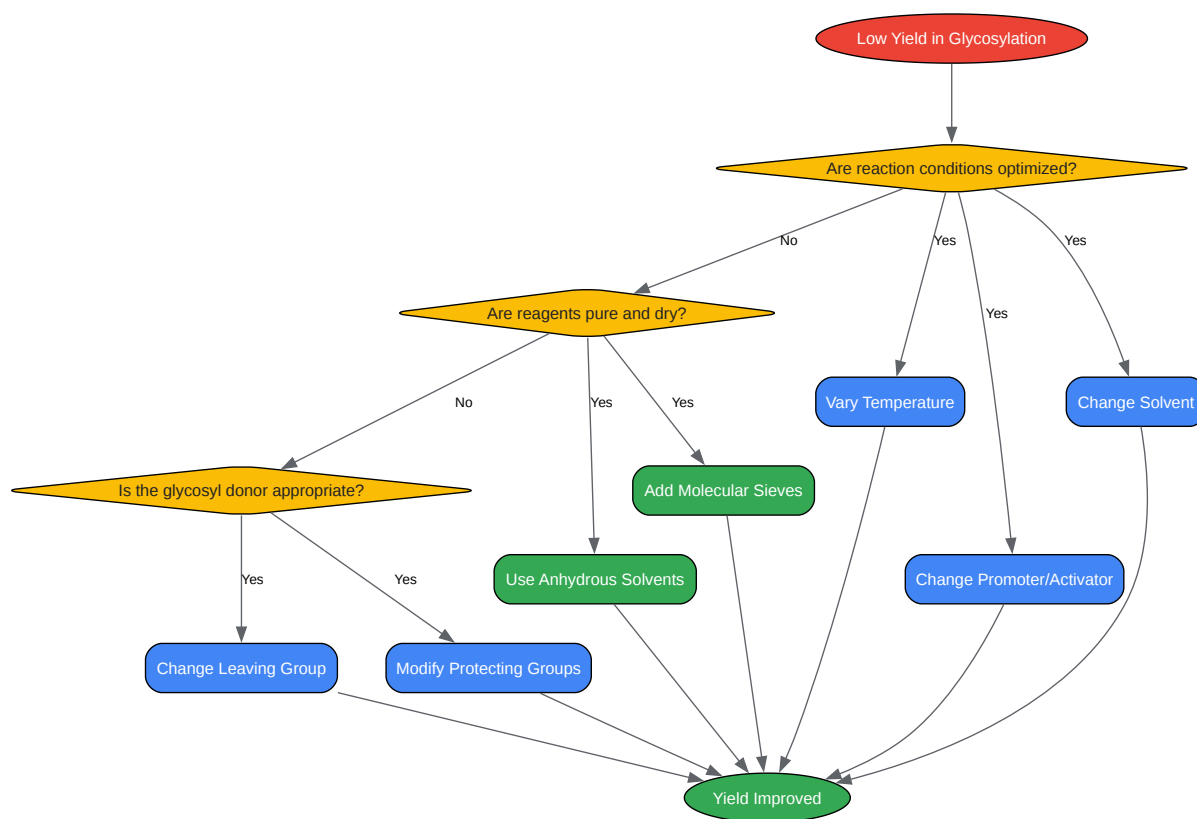 Low Yield in Glycosylation
Are reaction conditions optimized?
No
Yes
Yes
Yes
Are reagents pure and dry?
Vary Temperature
Change Solvent
No
Yes
Yes
Is the glycosyl donor appropriate?
Add Molecular Sieves
Use Anhydrous Solvents
Change Promoter/Activator
Yes
Yes
Change Leaving Group
Modify Protecting Groups
Yield Improved